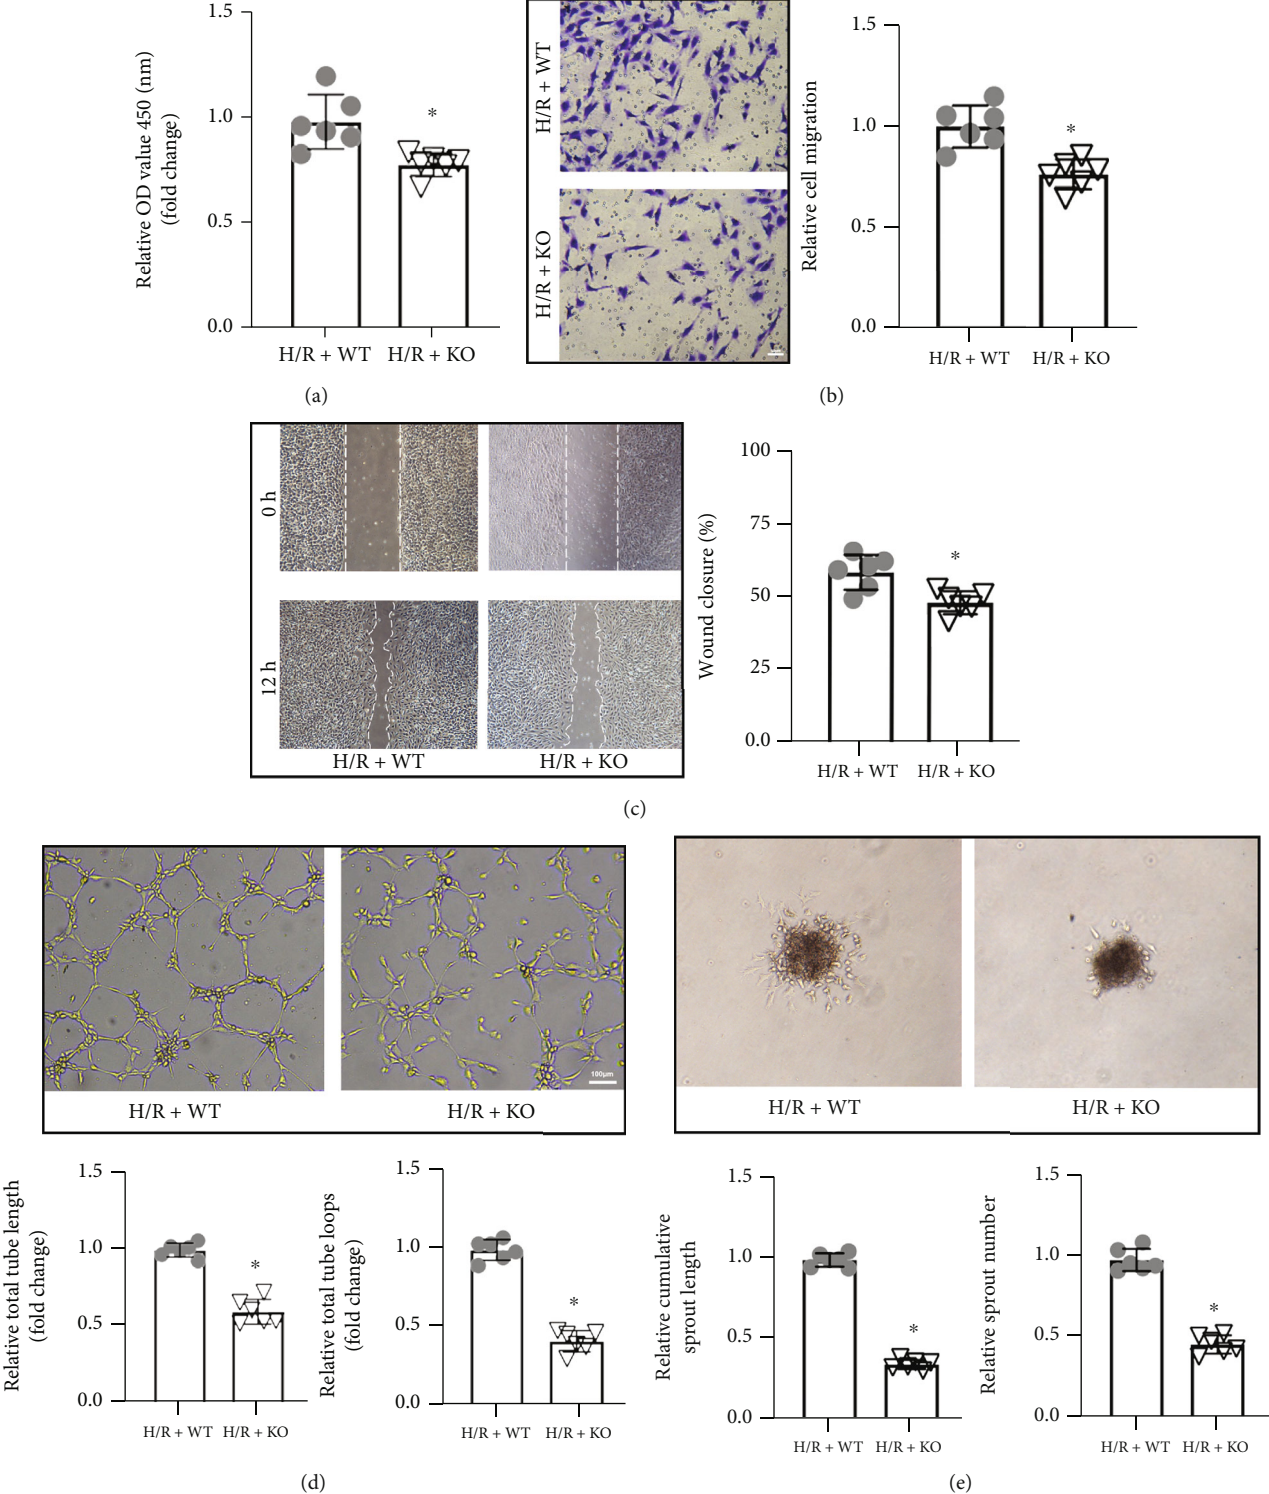 Relative OD value 450 (nm)
(fold change)
1.5
1.0
0.5
0.0
*
H/R + WT
H/R + KO
(a)
H/R + WT
H/R + KO
Relative cell migration
1.5
1.0
0.5
0.0
*
H/R + WT
H/R + KO
(b)
0 h
12 h
H/R + WT
H/R + KO
Wound closure (%)
100
75
50
25
0.0
*
H/R + WT
H/R + KO
(c)
100μm
H/R + WT
H/R + KO
Relative total tube length
(fold change)
1.5
1.0
0.5
0.0
*
H/R + WT
H/R + KO
Relative total tube loops
(fold change)
1.5
1.0
0.5
0.0
*
H/R + WT
H/R + KO
(d)
H/R + WT
H/R + KO
Relative cumulative
sprout length
1.5
1.0
0.5
0.0
*
H/R + WT
H/R + KO
Relative sprout number
1.5
1.0
0.5
0.0
*
H/R + WT
H/R + KO
(e)